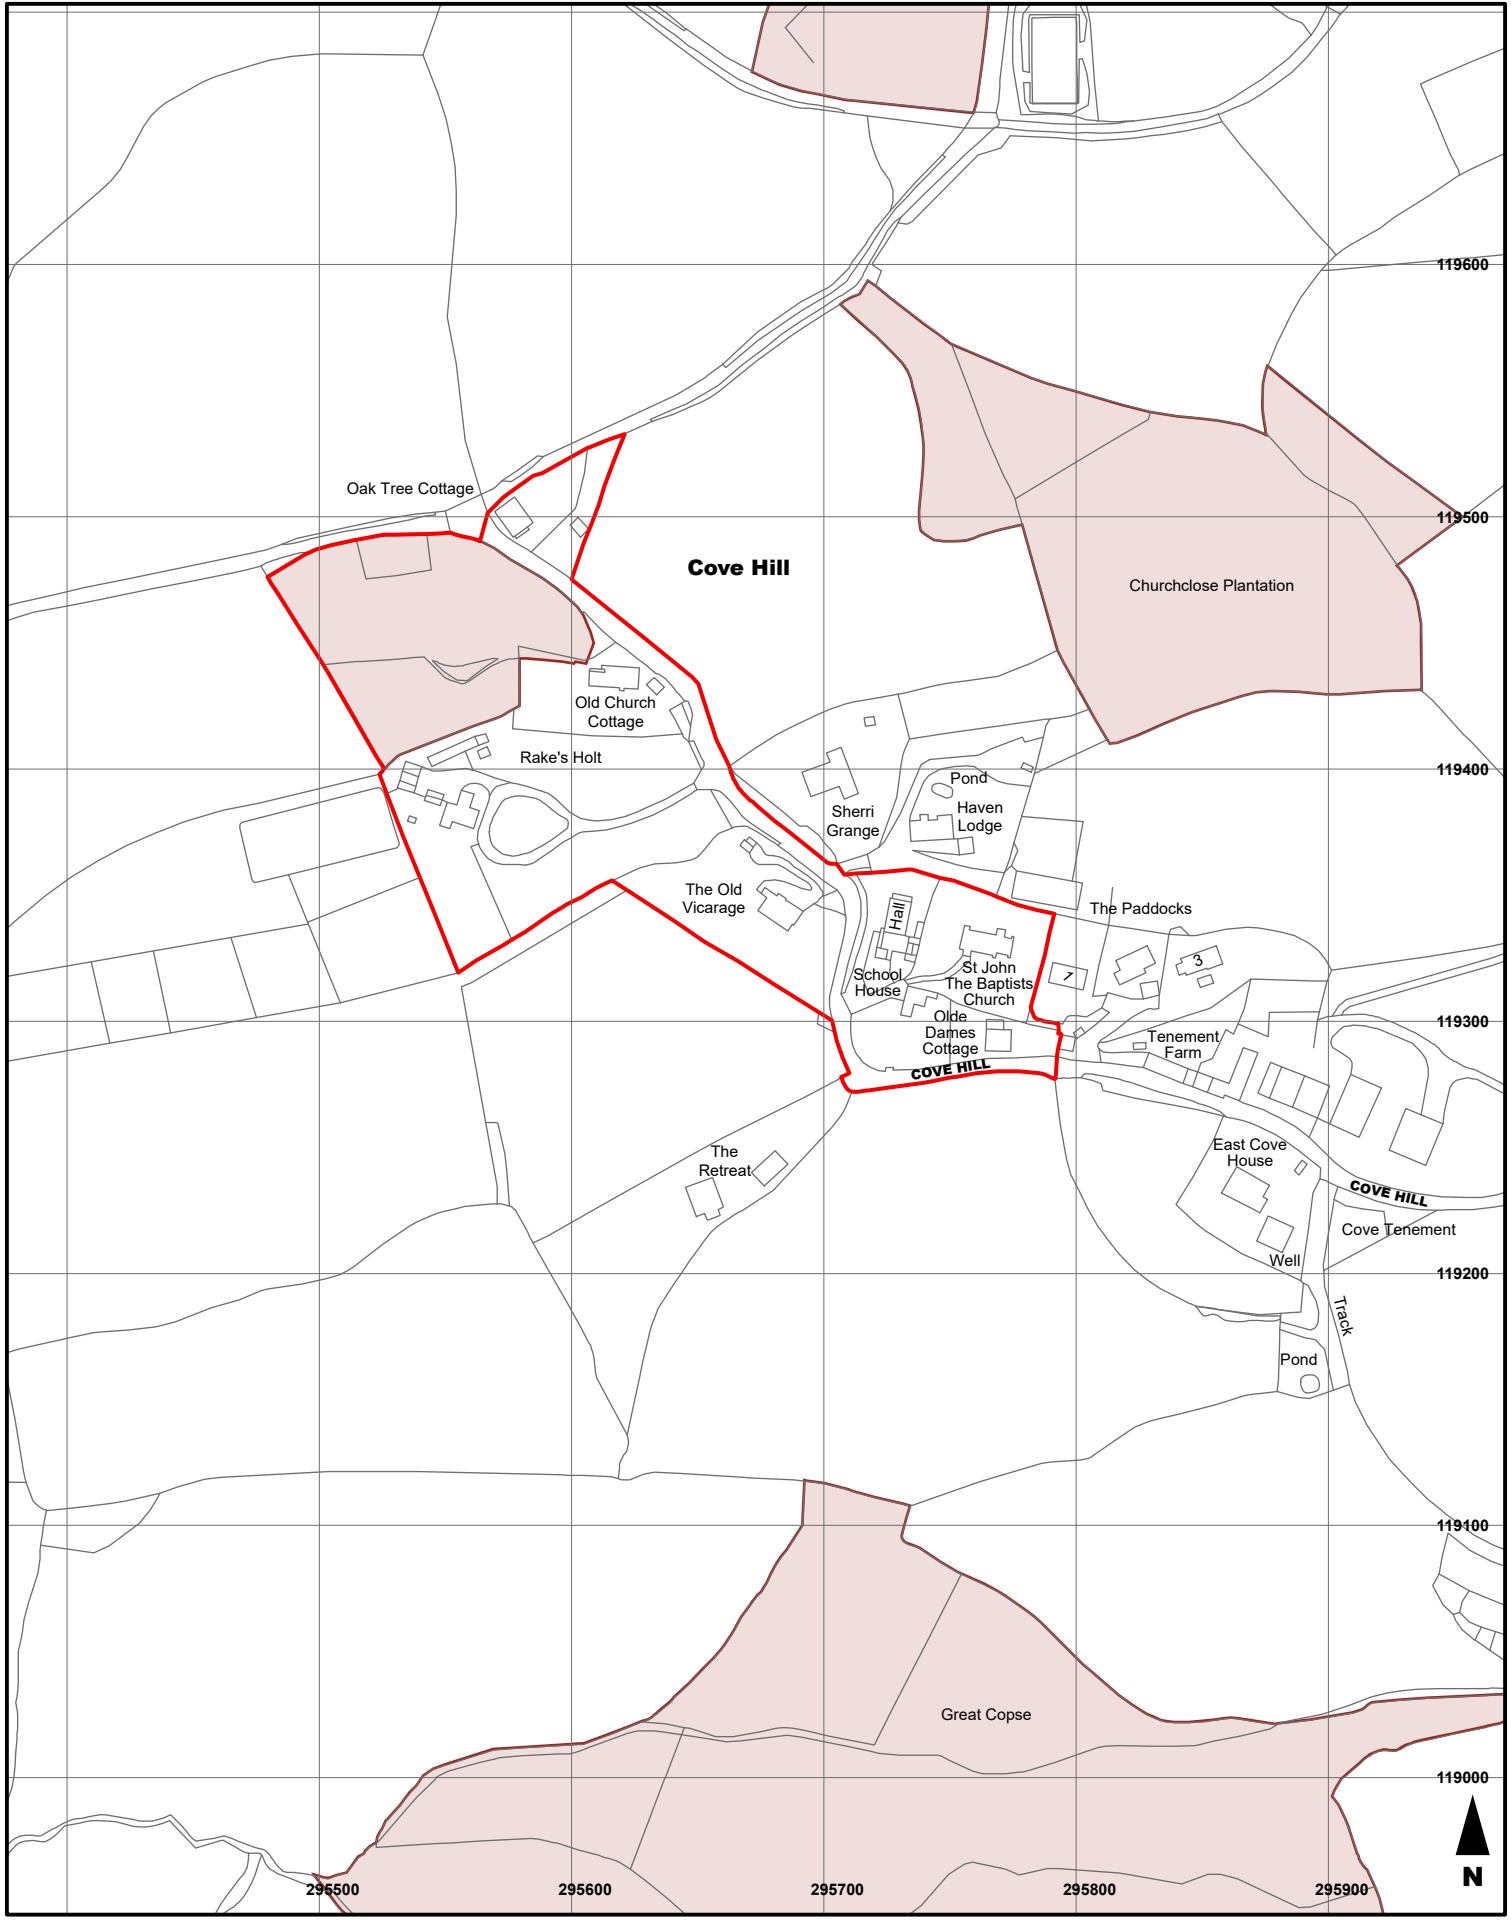 119600
Oak Tree Cottage
119500
Cove Hill
Churchclose Plantation
Old Church
Cottage
Rake's Holt
119400
Pond
Sherri
Grange
Haven
Lodge
The Old
Vicarage
Hall
The Paddocks
School
House
St John
The Baptists
Church
1
3
119300
Olde
Dames
Cottage
Tenement
Farm
COVE HILL
The
Retreat
East Cove
House
COVE HILL
Cove Tenement
Well
119200
Track
Pond
119100
Great Copse
119000
N
295500
295600
295700
295800
295900